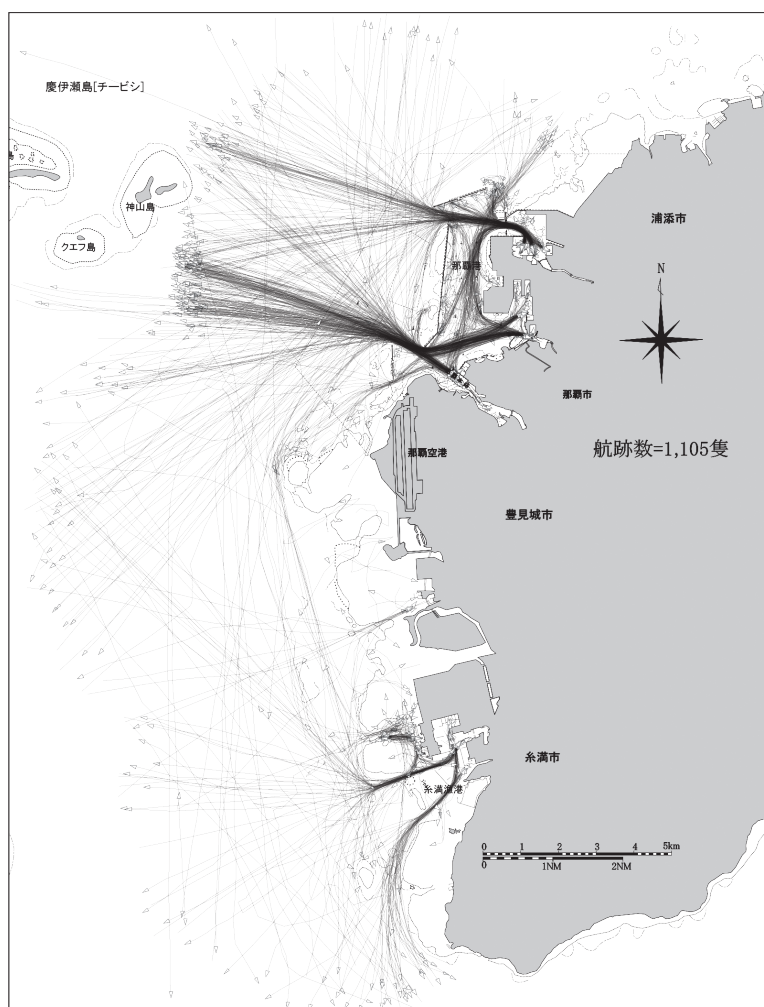 慶伊瀬島[チービシ]
島
神山島
クエフ島
浦添市
那覇港
N
那覇市
航跡数=1,105隻
那覇空港
豊見城市
糸満市
糸満漁港
0 1 2 3 4 5km
0 1NM 2NM